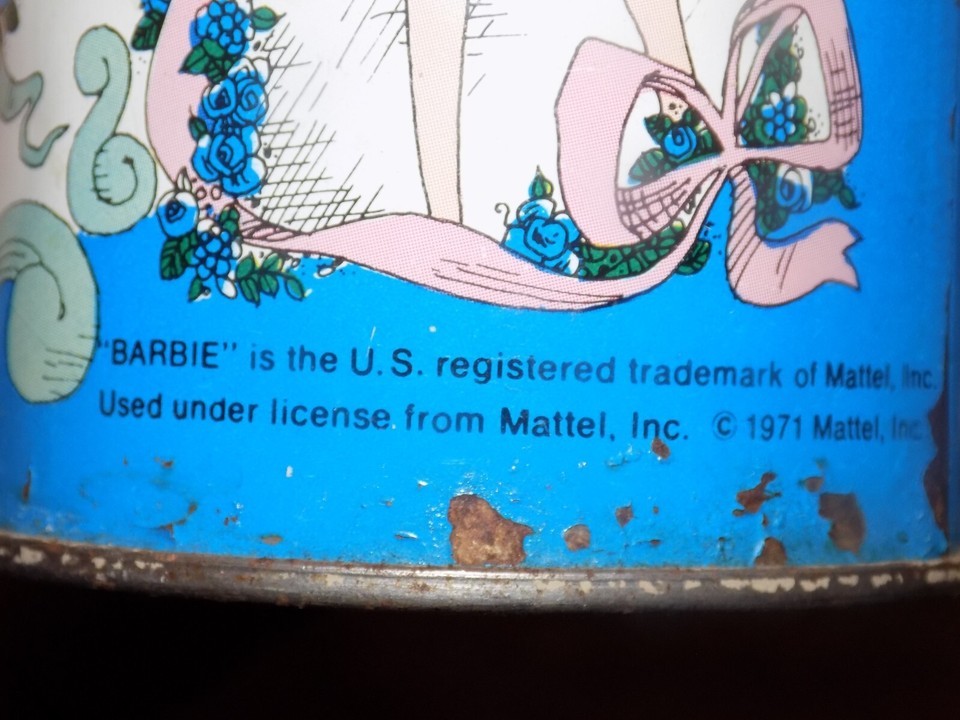 "BARBIE" is the U.S. registered trademark of Mattel, Inc.
Used under license from Mattel, Inc. © 1971 Mattel, Inc.